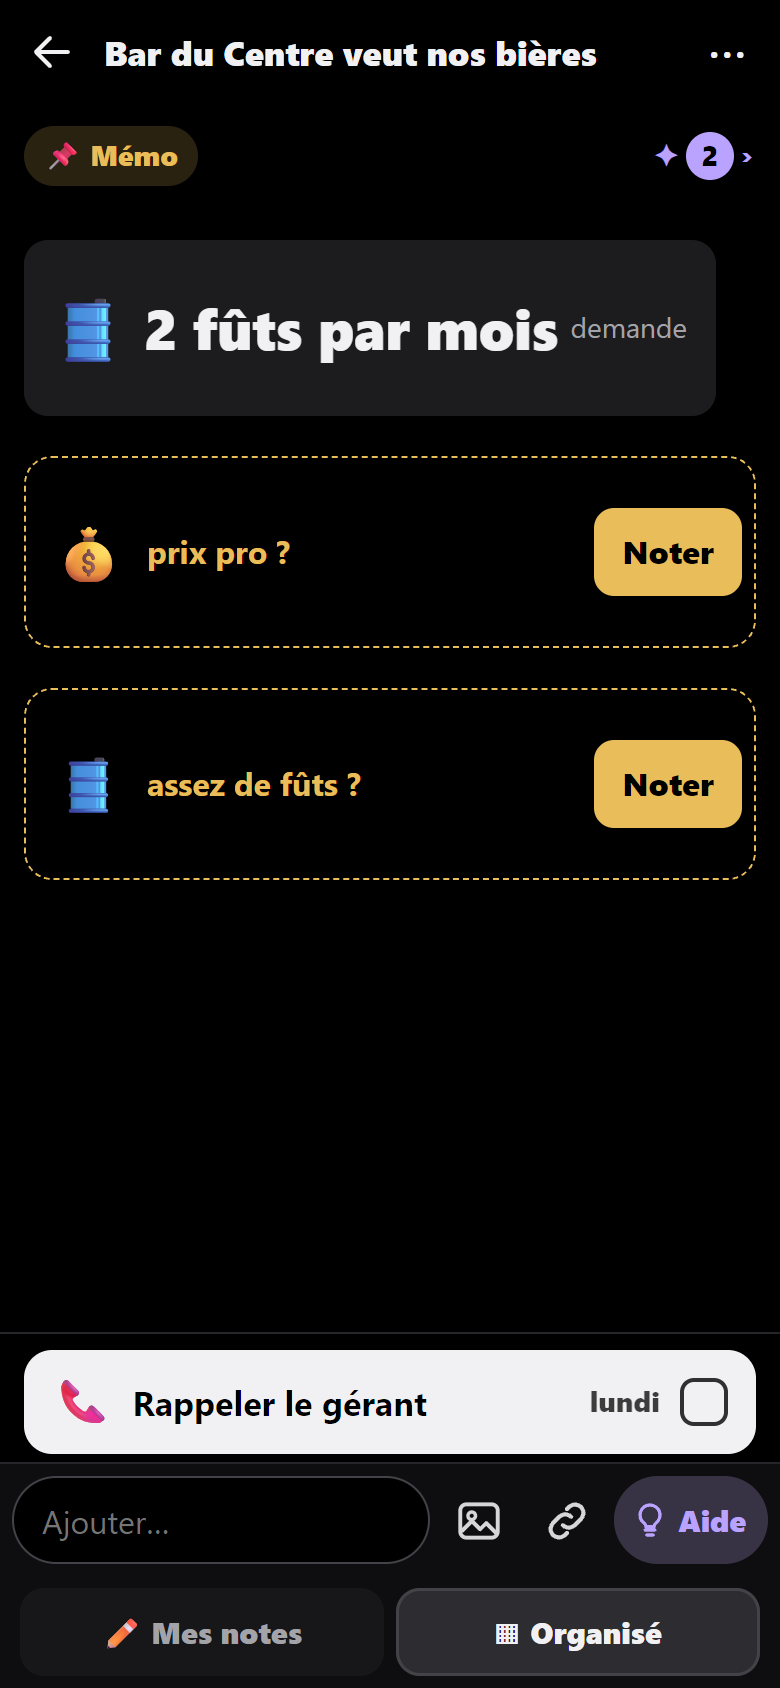 Bar du Centre veut nos bières
Mémo
2
2 fûts par mois demande
prix pro ?
Noter
assez de fûts ?
Noter
Rappeler le gérant
lundi
Ajouter...
Aide
Mes notes
Organisé